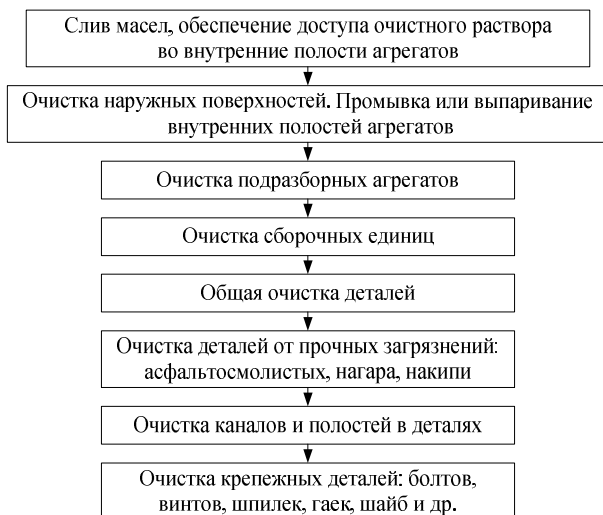 Слив масел, обеспечение доступа очистного раствора
во внутренние полости агрегатов
Очистка наружных поверхностей. Промывка или выпаривание
внутренних полостей агрегатов
Очистка подразборных агрегатов
Очистка сборочных единиц
Общая очистка деталей
Очистка деталей от прочных загрязнений:
асфальтосмолистых, нагара, накипи
Очистка каналов и полостей в деталях
Очистка крепежных деталей: болтов,
винтов, шпилек, гаек, шайб и др.